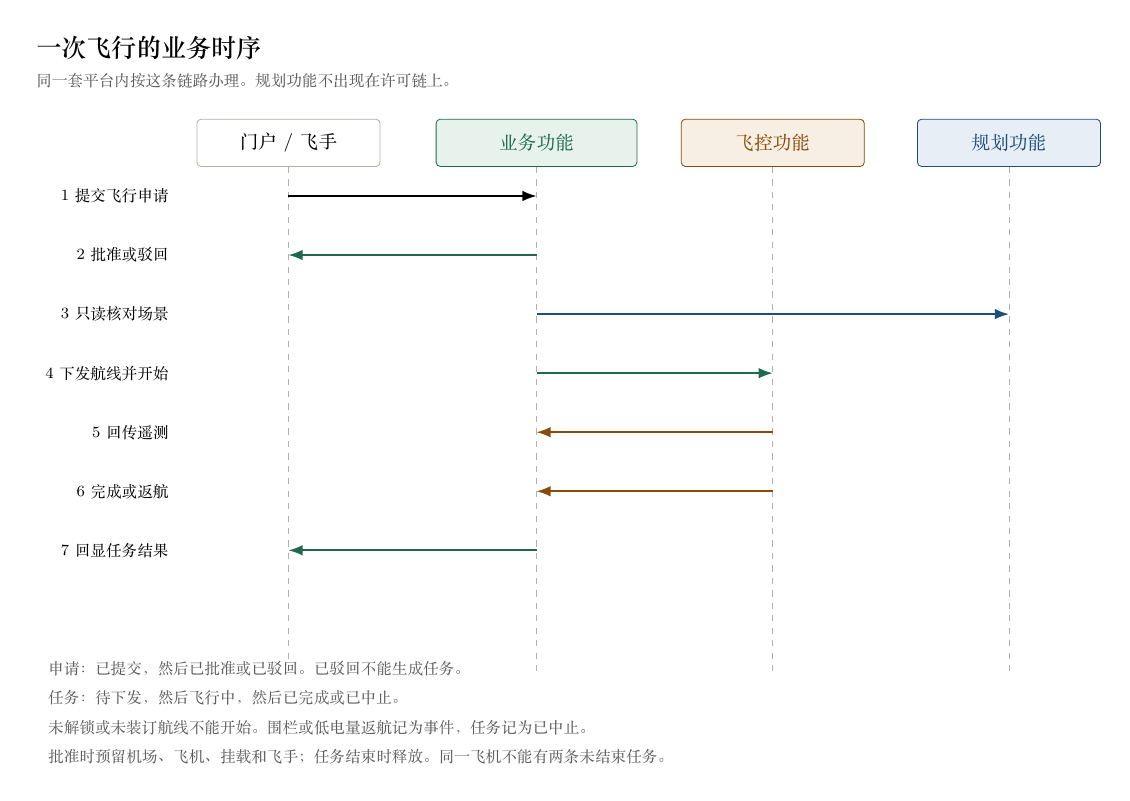 一次飞行的业务时序
同一套平台内按这条链路办理。规划功能不出现在许可链上。
门户 / 飞手
业务功能
飞控功能
规划功能
1 提交飞行申请
2 批准或驳回
3 只读核对场景
4 下发航线并开始
5 回传遥测
6 完成或返航
7 回显任务结果
申请：已提交，然后已批准或已驳回。已驳回不能生成任务。
任务：待下发，然后飞行中，然后已完成或已中止。
未解锁或未装订航线不能开始。围栏或低电量返航记为事件，任务记为已中止。
批准时预留机场、飞机、挂载和飞手；任务结束时释放。同一飞机不能有两条未结束任务。